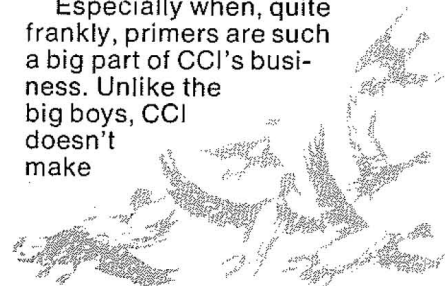 Especially when, quite
frankly, primers are such
a big part of CCI's busi-
ness. Unlike the
big boys, CCI
doesn't
make